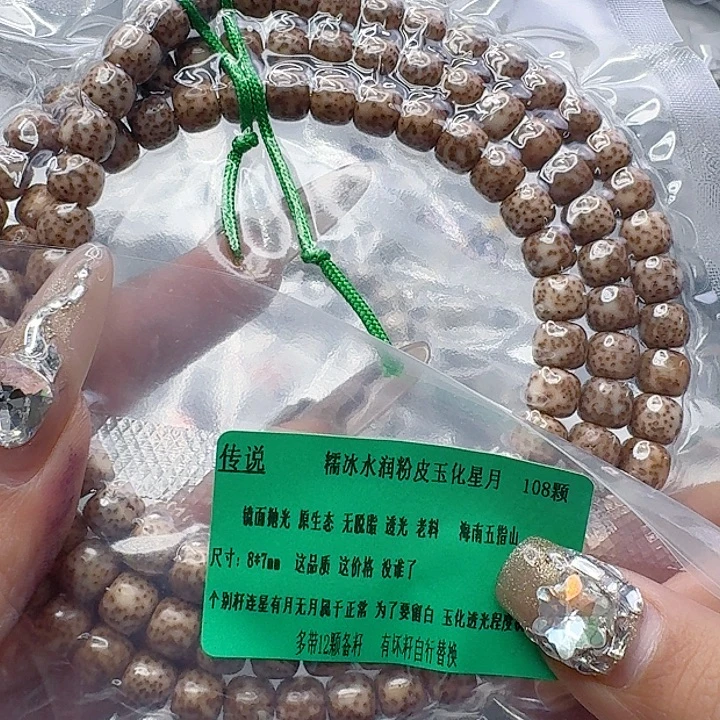 传说 糯冰水润粉皮玉化星月 108颗
镜面抛光 原生态 无脱脂 透光 老料 海南五指山
尺寸：8*7mm 这品质 这价格 没谁了
个别籽连星有月无月属于正常 为了要留白 玉化透光程度
多带12颗备籽 有坏籽自行替换